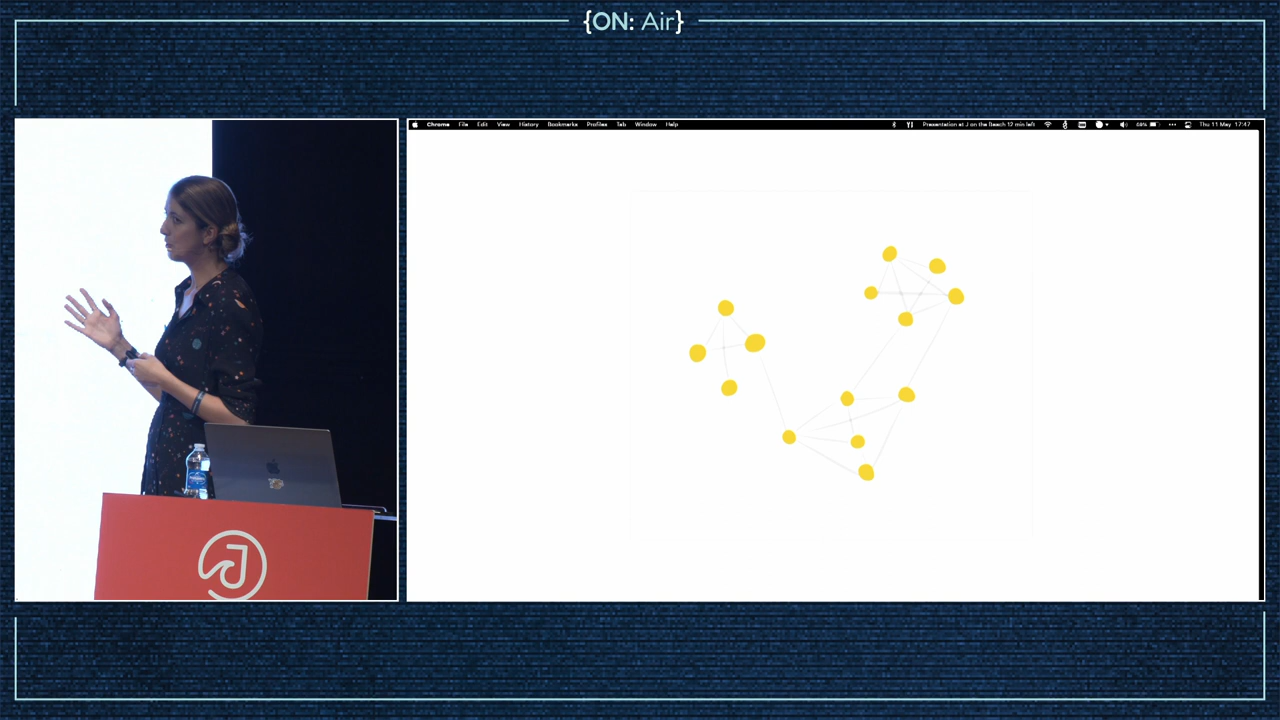 {ON: Air}
Chrome File Edit View History Bookmarks Profiles Tab Window Help
Presentation at J on the Beach 12 min left
Thu 11 May 17:47
J